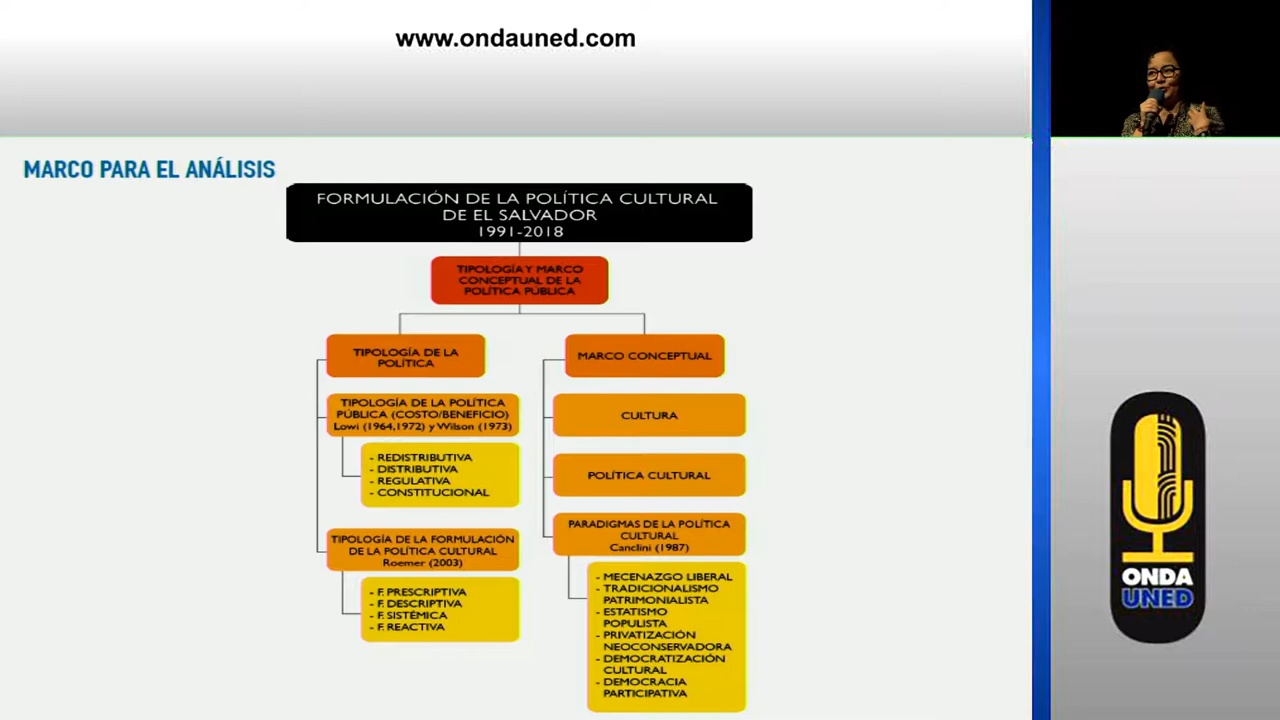 www.ondauned.com
MARCO PARA EL ANÁLISIS
FORMULACIÓN DE LA POLÍTICA CULTURAL
DE EL SALVADOR
1991-2018
TIPOLOGÍA Y MARCO
CONCEPTUAL DE LA
POLÍTICA PÚBLICA
TIPOLOGÍA DE LA
POLÍTICA
TIPOLOGÍA DE LA POLÍTICA
PÚBLICA (COSTO/BENEFICIO)
Lowi (1964,1972) y Wilson (1973)
- REDISTRIBUTIVA
- DISTRIBUTIVA
- REGULATIVA
- CONSTITUCIONAL
TIPOLOGÍA DE LA FORMULACIÓN
DE LA POLÍTICA CULTURAL
Roemer (2003)
- F. PRESCRIPTIVA
- F. DESCRIPTIVA
- F. SISTÉMICA
- F. REACTIVA
MARCO CONCEPTUAL
CULTURA
POLÍTICA CULTURAL
PARADIGMAS DE LA POLÍTICA
CULTURAL
Canclini (1987)
- MECENAZGO LIBERAL
- TRADICIONALISMO
PATRIMONIALISTA
- ESTATISMO
POPULISTA
- PRIVATIZACIÓN
NEOCONSERVADORA
- DEMOCRATIZACIÓN
CULTURAL
- DEMOCRACIA
PARTICIPATIVA
ONDA
UNED